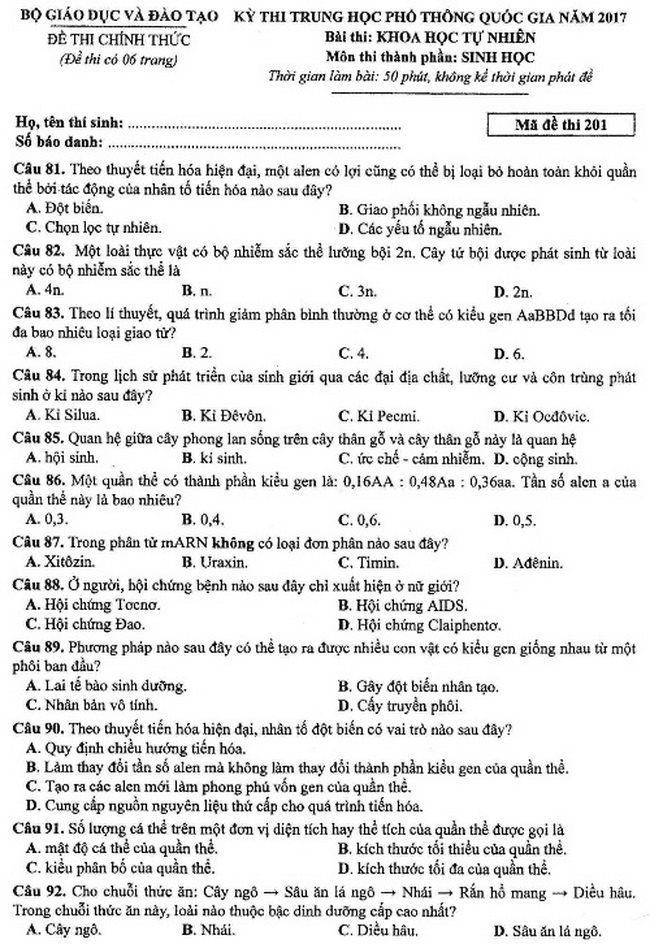 BỘ GIÁO DỤC VÀ ĐÀO TẠO KỲ THI TRUNG HỌC PHỔ THÔNG QUỐC GIA NĂM 2017
ĐỀ THI CHÍNH THỨC Bài thi: KHOA HỌC TỰ NHIÊN
(Đề thi có 06 trang) Môn thi thành phần: SINH HỌC
Thời gian làm bài: 50 phút, không kể thời gian phát đề
Họ, tên thí sinh: ........................................................
Số báo danh: ........................................................
Mã đề thi 201
Câu 81. Theo thuyết tiến hóa hiện đại, một alen có lợi cũng có thể bị loại bỏ hoàn toàn khỏi quần
thể bởi tác động của nhân tố tiến hóa nào sau đây?
A. Đột biến. B. Giao phối không ngẫu nhiên.
C. Chọn lọc tự nhiên. D. Các yếu tố ngẫu nhiên.
Câu 82. Một loài thực vật có bộ nhiễm sắc thể lưỡng bội 2n. Cây tứ bội được phát sinh từ loài
này có bộ nhiễm sắc thể là
A. 4n. B. n. C. 3n. D. 2n.
Câu 83. Theo lí thuyết, quá trình giảm phân bình thường ở cơ thể có kiểu gen AaBBDd tạo ra tối
đa bao nhiêu loại giao tử?
A. 8. B. 2. C. 4. D. 6.
Câu 84. Trong lịch sử phát triển của sinh giới qua các đại địa chất, lưỡng cư và côn trùng phát
sinh ở kỉ nào sau đây?
A. Kỉ Silua. B. Kỉ Đêvôn. C. Kỉ Pecmi. D. Kỉ Ocđôvic.
Câu 85. Quan hệ giữa cây phong lan sống trên cây thân gỗ và cây thân gỗ này là quan hệ
A. hội sinh. B. kí sinh. C. ức chế - cảm nhiễm. D. cộng sinh.
Câu 86. Một quần thể có thành phần kiểu gen là: 0,16AA : 0,48Aa : 0,36aa. Tần số alen a của
quần thể này là bao nhiêu?
A. 0,3. B. 0,4. C. 0,6. D. 0,5.
Câu 87. Trong phân tử mARN không có loại đơn phân nào sau đây?
A. Xitôzin. B. Uraxin. C. Timin. D. Ađênin.
Câu 88. Ở người, hội chứng bệnh nào sau đây chỉ xuất hiện ở nữ giới?
A. Hội chứng Tơcnơ. B. Hội chứng AIDS.
C. Hội chứng Đao. D. Hội chứng Claiphentơ.
Câu 89. Phương pháp nào sau đây có thể tạo ra được nhiều con vật có kiểu gen giống nhau từ một
phôi ban đầu?
A. Lai tế bào sinh dưỡng. B. Gây đột biến nhân tạo.
C. Nhân bản vô tính. D. Cấy truyền phôi.
Câu 90. Theo thuyết tiến hóa hiện đại, nhân tố đột biến có vai trò nào sau đây?
A. Quy định chiều hướng tiến hóa.
B. Làm thay đổi tần số alen mà không làm thay đổi thành phần kiểu gen của quần thể.
C. Tạo ra các alen mới làm phong phú vốn gen của quần thể.
D. Cung cấp nguồn nguyên liệu thứ cấp cho quá trình tiến hóa.
Câu 91. Số lượng cá thể trên một đơn vị diện tích hay thể tích của quần thể được gọi là
A. mật độ cá thể của quần thể. B. kích thước tối thiểu của quần thể.
C. kiểu phân bố của quần thể. D. kích thước tối đa của quần thể.
Câu 92. Cho chuỗi thức ăn: Cây ngô → Sâu ăn lá ngô → Nhái → Rắn hổ mang → Diều hâu.
Trong chuỗi thức ăn này, loài nào thuộc bậc dinh dưỡng cấp cao nhất?
A. Cây ngô. B. Nhái. C. Diều hâu. D. Sâu ăn lá ngô.